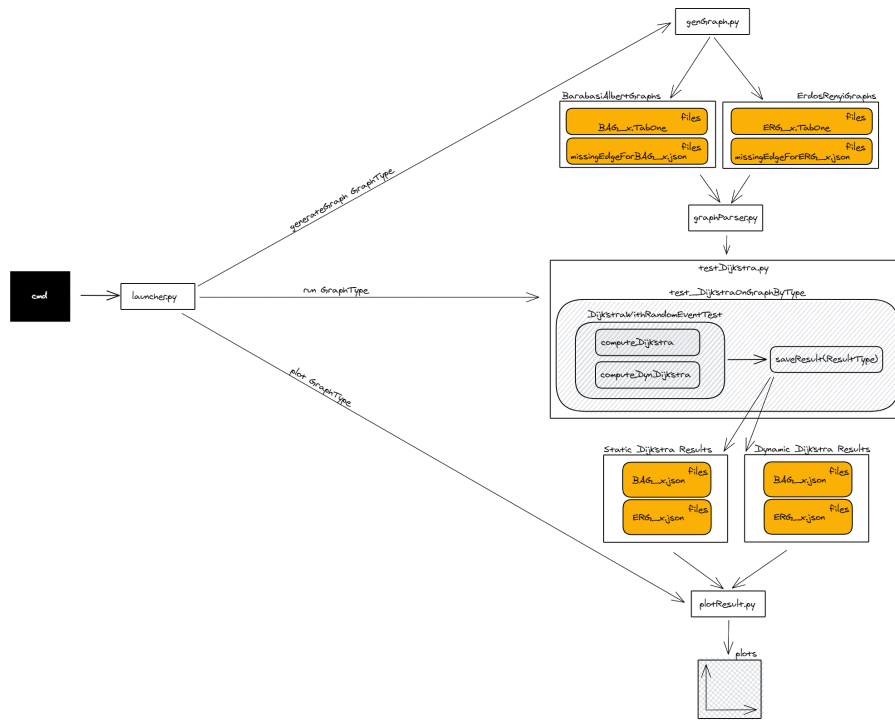 genGraph.py
BarabasiAlbertGraphs
ErdosRenyiGraphs
files
BAG_x.TabOne
files
ERG_x.TabOne
files
missingEdgeForBAG_x.json
files
missingEdgeForERG_x.json
generateGraph GraphType
graphParser.py
testDijkstra.py
cmd
launcher.py
run GraphType
test_DijkstraOnGraphByType
DijkstraWithRandomEventTest
computeDijkstra
saveResult(ResultType)
computeDynDijkstra
plot GraphType
Static Dijkstra Results
Dynamic Dijkstra Results
files
BAG_x.json
files
BAG_x.json
files
ERG_x.json
files
ERG_x.json
plotResult.py
plots